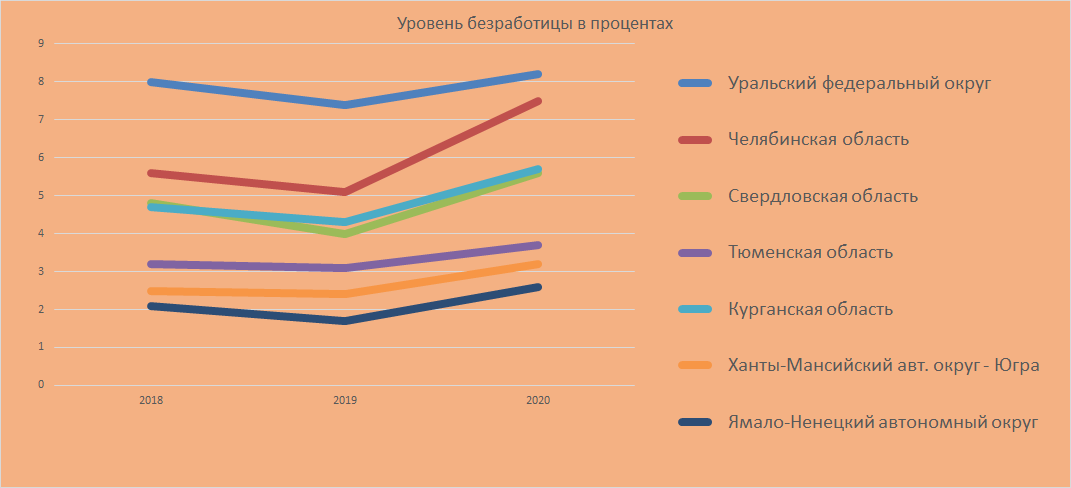 Уровень безработицы в процентах
9
8
7
6
5
4
3
2
1
0
2018 2019 2020
Уральский федеральный округ
Челябинская область
Свердловская область
Тюменская область
Курганская область
Ханты-Мансийский авт. округ - Югра
Ямало-Ненецкий автономный округ